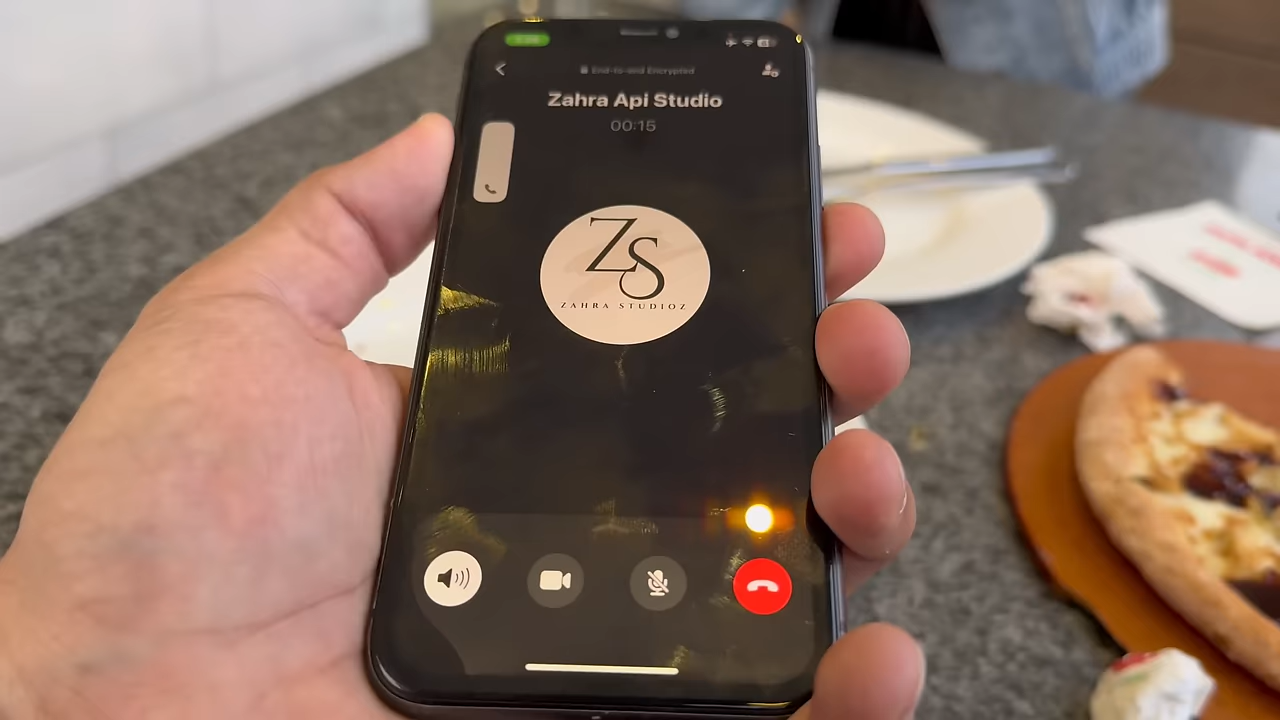 End-to-end Encrypted
Zahra Api Studio
00:15
ZS
ZAHRA STUDIOZ